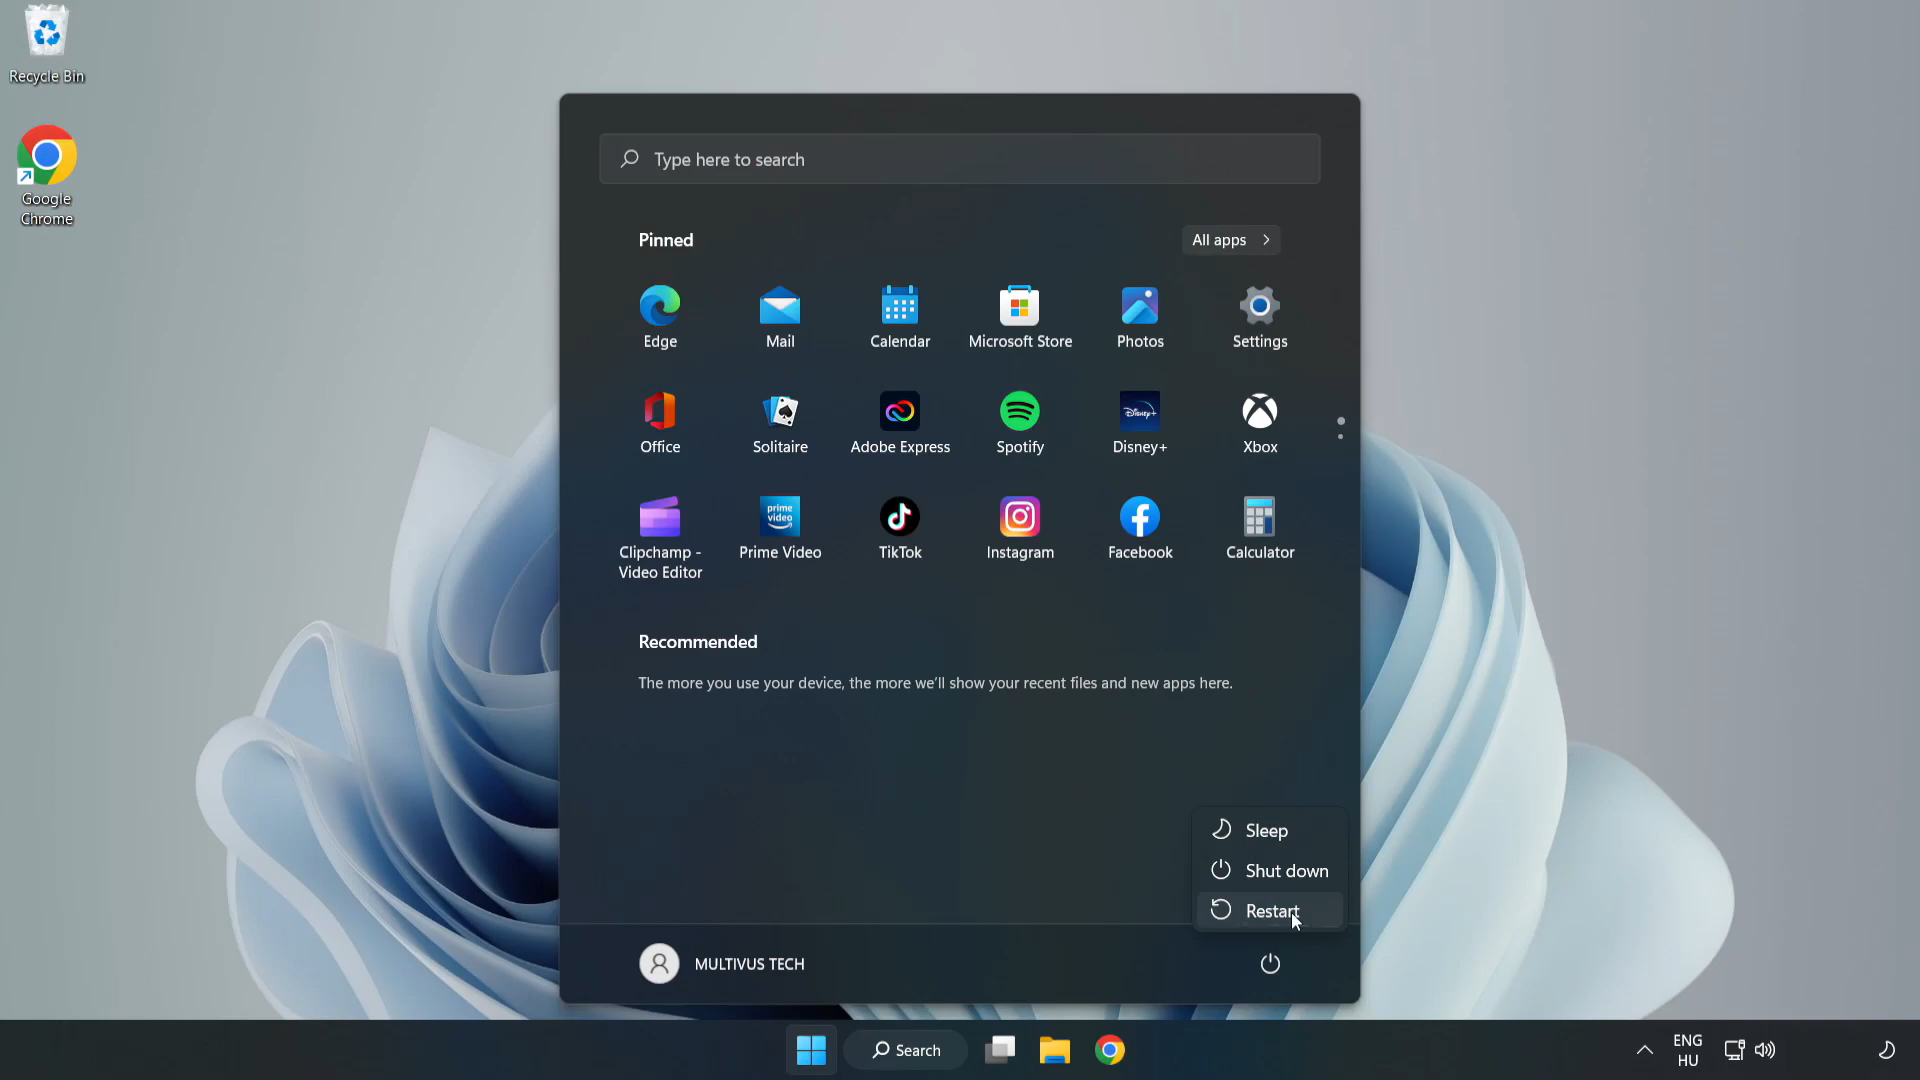 Recycle Bin
Google
Chrome
Type here to search
Pinned
All apps
Edge
Mail
Calendar
Microsoft Store
Photos
Settings
Office
Solitaire
Adobe Express
Spotify
Disney+
Disney+
Xbox
prime
video
Clipchamp -
Video Editor
Prime Video
TikTok
Instagram
Facebook
Calculator
Recommended
The more you use your device, the more we'll show your recent files and new apps here.
Sleep
Shut down
Restart
MULTIVUS TECH
Search
ENG
HU